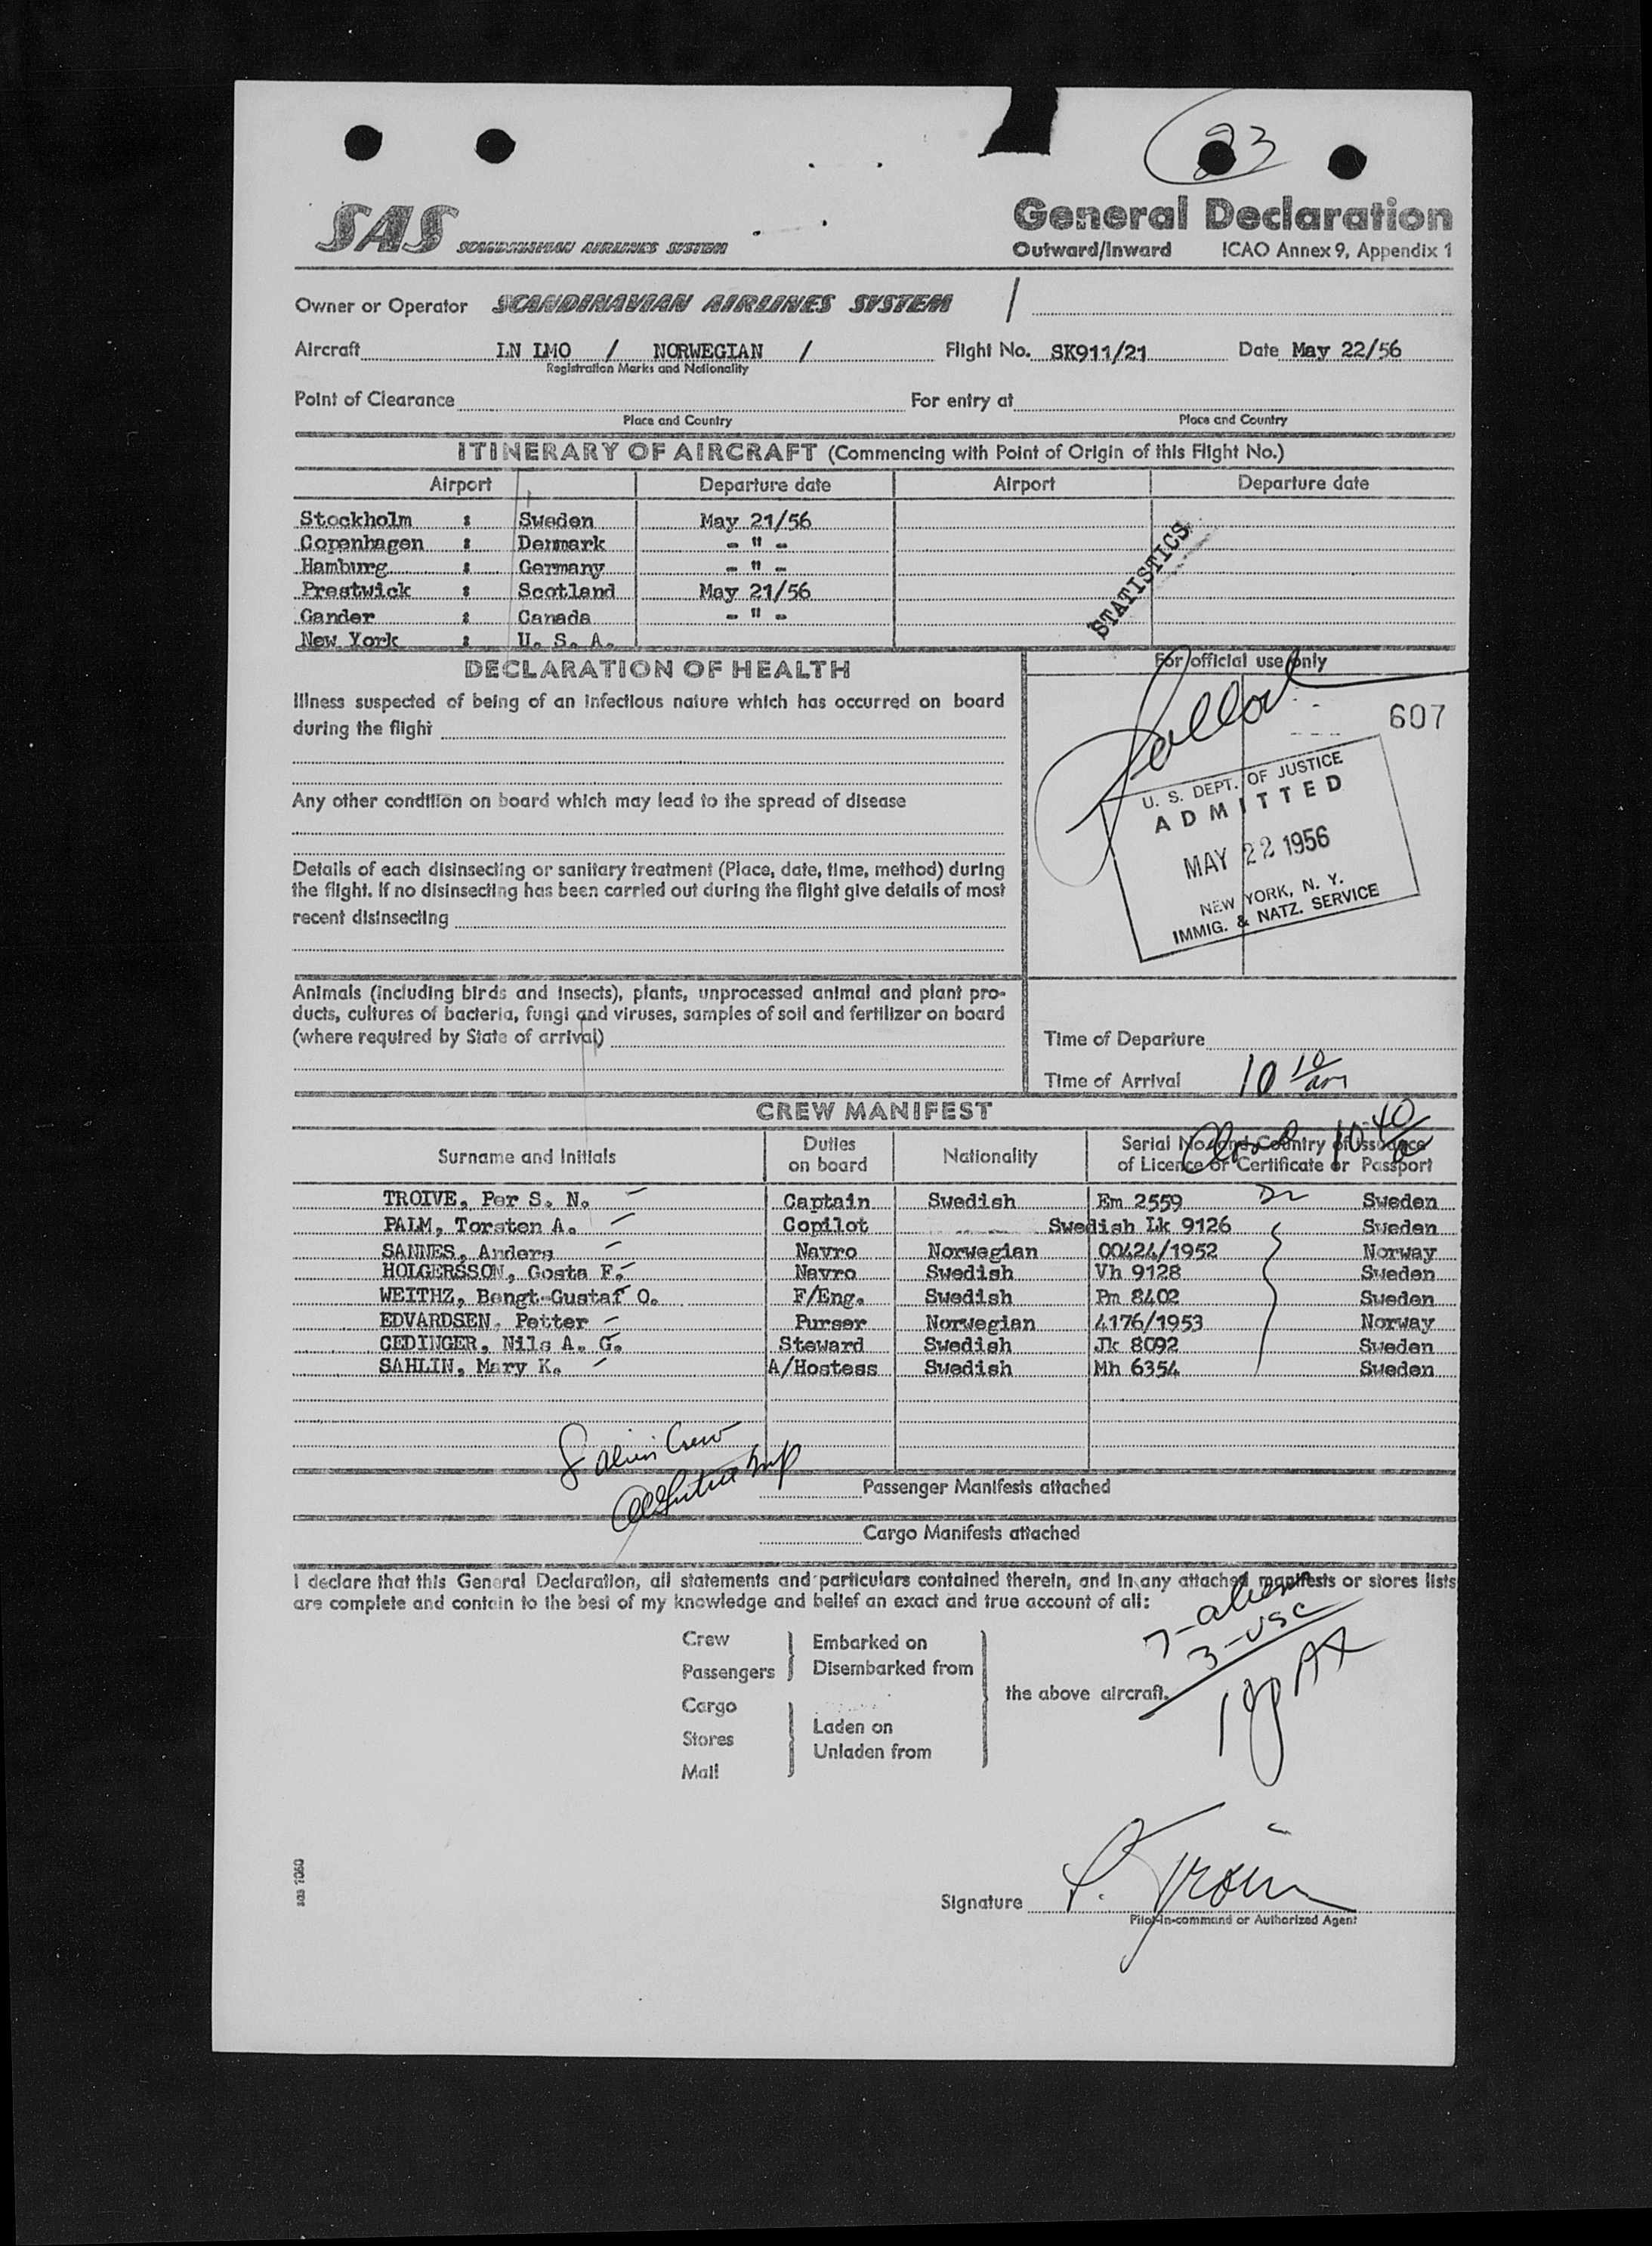 93
SAS SCANDINAVIAN AIRLINES SYSTEM
General Declaration
Outward/Inward ICAO Annex 9, Appendix 1
Owner or Operator SCANDINAVIAN AIRLINES SYSTEM /
Aircraft LN LMO / NORWEGIAN / Flight No. SK911/21 Date May 22/56
Registration Marks and Nationality
Point of Clearance For entry at
Place and Country Place and Country
ITINERARY OF AIRCRAFT (Commencing with Point of Origin of this Flight No.)
Airport Departure date Airport Departure date
Stockholm : Sweden May 21/56
Copenhagen : Denmark - " -
Hamburg : Germany - " -
Prestwick : Scotland May 21/56
Gander : Canada - " -
New York : U. S. A.
STATISTICS
DECLARATION OF HEALTH
Illness suspected of being of an infectious nature which has occurred on board
during the flight
Any other condition on board which may lead to the spread of disease
Details of each disinsecting or sanitary treatment (Place, date, time, method) during
the flight. If no disinsecting has been carried out during the flight give details of most
recent disinsecting
Animals (including birds and insects), plants, unprocessed animal and plant pro-
ducts, cultures of bacteria, fungi and viruses, samples of soil and fertilizer on board
(where required by State of arrival)
For official use only
607
U. S. DEPT. OF JUSTICE
ADMITTED
MAY 22 1956
NEW YORK, N. Y.
IMMIG. & NATZ. SERVICE
Time of Departure
Time of Arrival 10 10 am
10 40
CREW MANIFEST
Surname and Initials Duties on board Nationality Serial No. and Country of issuance of Licence or Certificate or Passport
TROIVE, Per S. N. Captain Swedish Em 2559 Sweden
PALM, Torsten A. Copilot Swedish Lk 9126 Sweden
SANNES, Anders Navro Norwegian 00424/1952 Norway
HOLGERSSON, Gosta F. Navro Swedish Vh 9128 Sweden
WEITHZ, Bengt-Gustaf O. F/Eng. Swedish Pm 8402 Sweden
EDVARDSEN, Petter Purser Norwegian 4176/1953 Norway
CEDINGER, Nils A. G. Steward Swedish Jk 8092 Sweden
SAHLIN, Mary K. A/Hostess Swedish Mh 6354 Sweden
8 alien Crew
Passenger Manifests attached
Cargo Manifests attached
I declare that this General Declaration, all statements and particulars contained therein, and in any attached manifests or stores lists
are complete and contain to the best of my knowledge and belief an exact and true account of all:
7-alien
3-usc
Crew
Passengers
Embarked on
Disembarked from
Cargo
Stores
Mail
Laden on
Unladen from
the above aircraft.
sas 7060
Signature P. Troive
Pilot-in-command or Authorized Agent